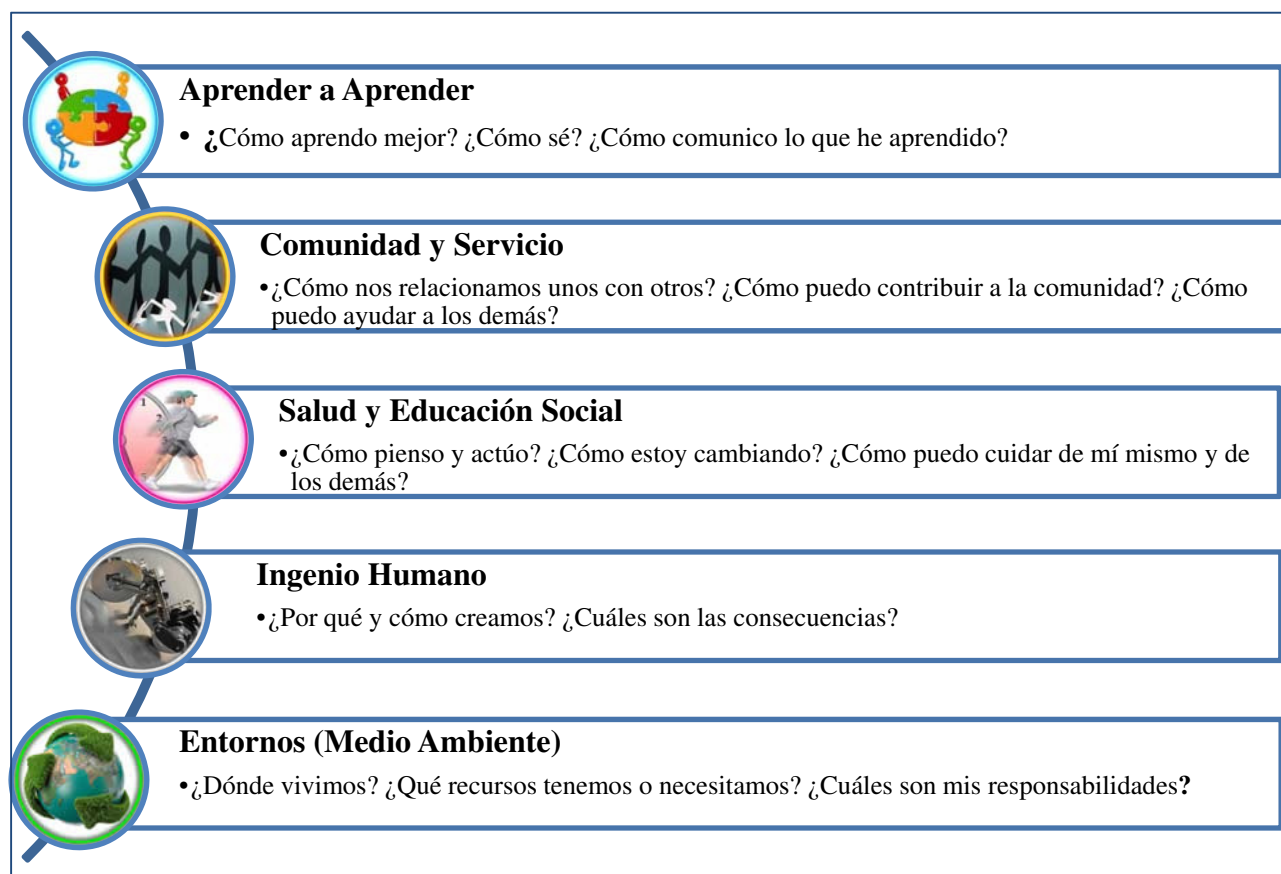 Aprender a Aprender
• ¿Cómo aprendo mejor? ¿Cómo sé? ¿Cómo comunico lo que he aprendido?
Comunidad y Servicio
•¿Cómo nos relacionamos unos con otros? ¿Cómo puedo contribuir a la comunidad? ¿Cómo
puedo ayudar a los demás?
Salud y Educación Social
•¿Cómo pienso y actúo? ¿Cómo estoy cambiando? ¿Cómo puedo cuidar de mí mismo y de
los demás?
Ingenio Humano
•¿Por qué y cómo creamos? ¿Cuáles son las consecuencias?
Entornos (Medio Ambiente)
•¿Dónde vivimos? ¿Qué recursos tenemos o necesitamos? ¿Cuáles son mis responsabilidades?